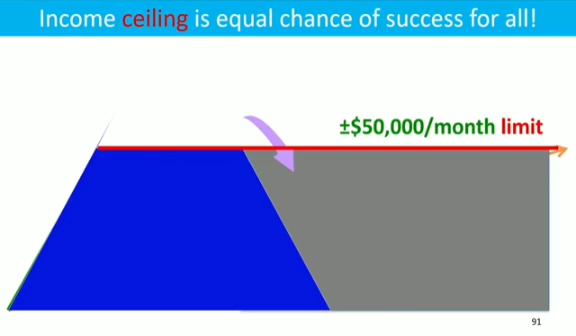 Income ceiling is equal chance of success for all!
±$50,000/month limit
91